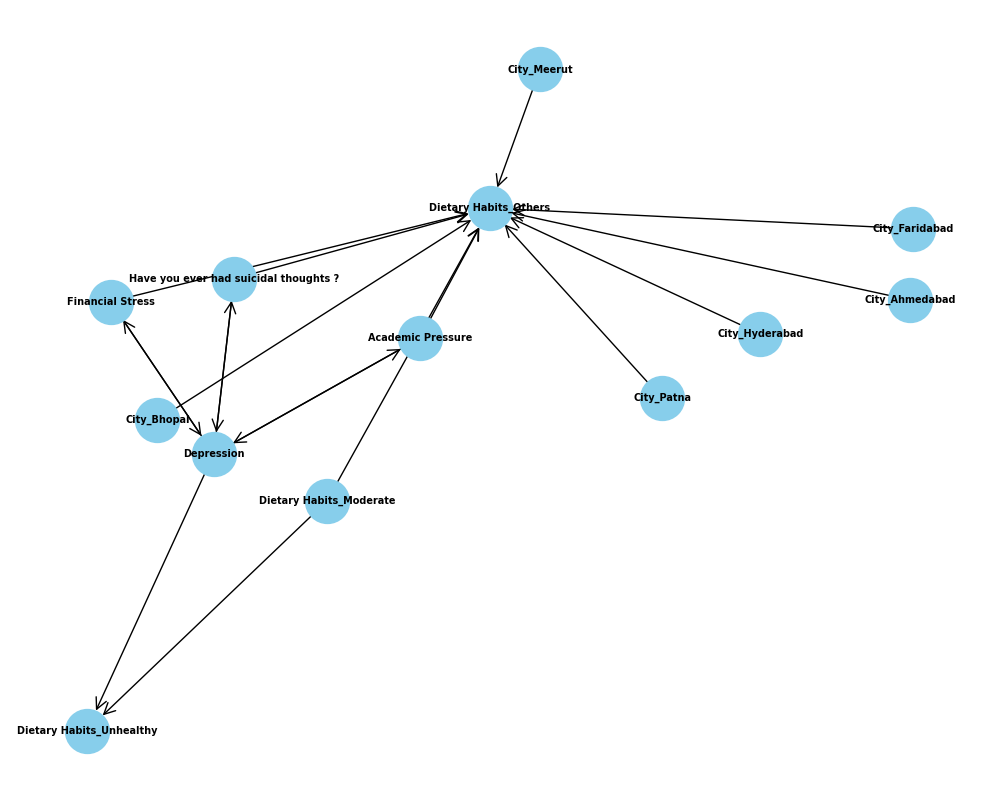 City_Meerut
Dietary Habits_Others
City_Faridabad
Have you ever had suicidal thoughts ?
Financial Stress
City_Ahmedabad
City_Hyderabad
Academic Pressure
City_Patna
City_Bhopal
Depression
Dietary Habits_Moderate
Dietary Habits_Unhealthy